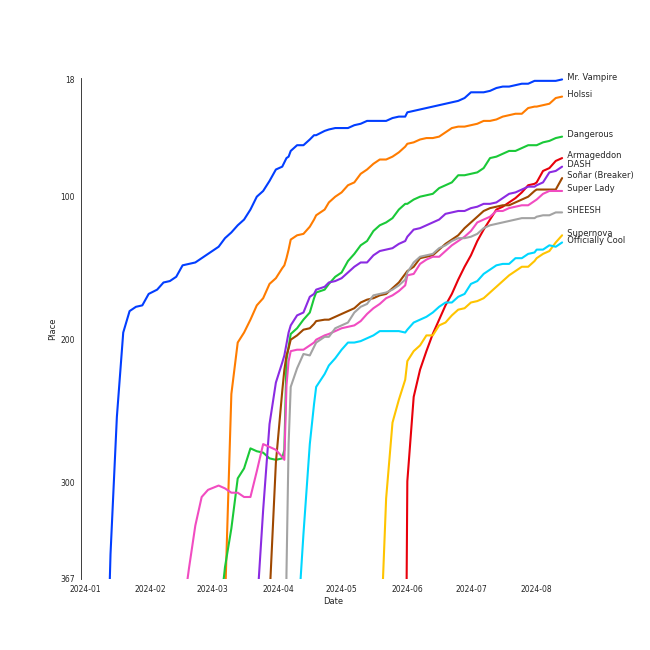 18
100
200
300
367
Place
2024-01
2024-02
2024-03
2024-04
2024-05
2024-06
2024-07
2024-08
Date
Mr. Vampire
Holssi
Dangerous
Armageddon
DASH
Soñar (Breaker)
Super Lady
SHEESH
Supernova
Officially Cool